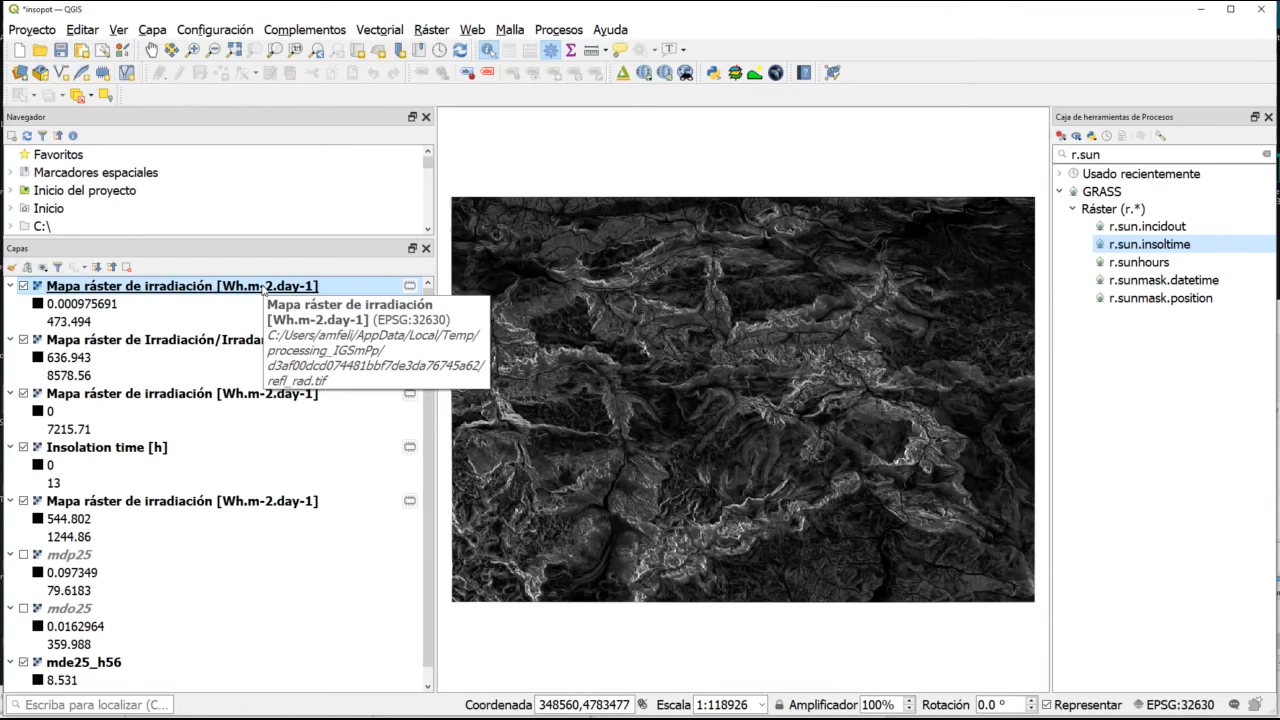 *insopot — QGIS
Proyecto Editar Ver Capa Configuración Complementos Vectorial Ráster Web Malla Procesos Ayuda
Navegador
Favoritos
Marcadores espaciales
Inicio del proyecto
Inicio
C:\
Capas
Mapa ráster de irradiación [Wh.m-2.day-1]
0.000975691
473.494
Mapa ráster de Irradiación/Irradan
636.943
8578.56
Mapa ráster de irradiación [Wh.m-2.day-1]
0
7215.71
Insolation time [h]
0
13
Mapa ráster de irradiación [Wh.m-2.day-1]
544.802
1244.86
mdp25
0.097349
79.6183
mdo25
0.0162964
359.988
mde25_h56
8.531
Mapa ráster de irradiación
[Wh.m-2.day-1] (EPSG:32630)
C:/Users/amfeli/AppData/Local/Temp/
processing_IGSmPp/
d3af00dcd074481bbf7de3da76745a62/
refl_rad.tif
Caja de herramientas de Procesos
r.sun
Usado recientemente
GRASS
Ráster (r.*)
r.sun.incidout
r.sun.insoltime
r.sunhours
r.sunmask.datetime
r.sunmask.position
Escriba para localizar (C... Coordenada 348560,4783477 Escala 1:118926 Amplificador 100% Rotación 0.0 º Representar EPSG:32630